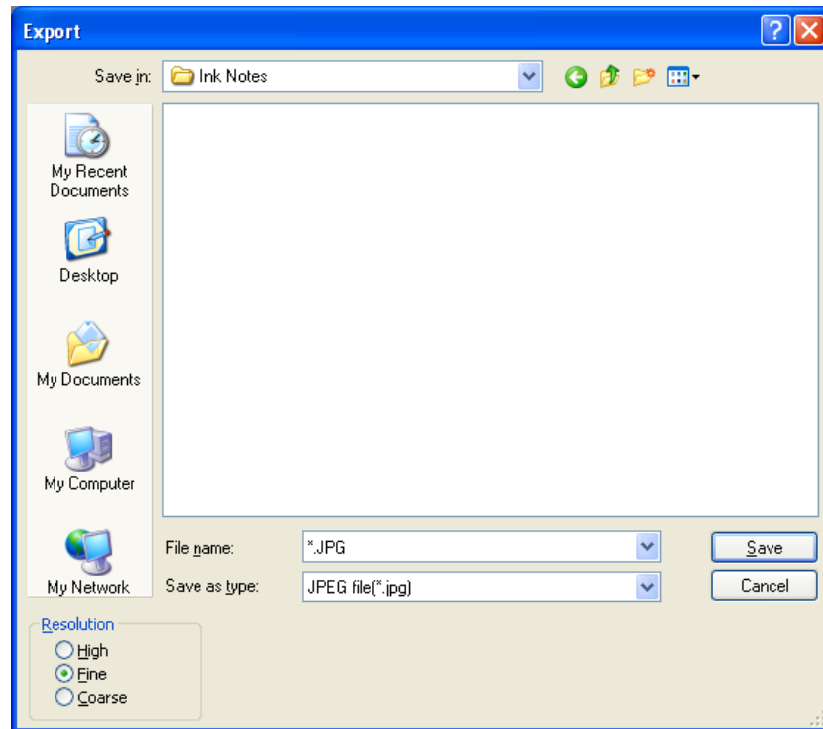 Export
Save in: Ink Notes
My Recent
Documents
Desktop
My Documents
My Computer
My Network
File name: *.JPG Save
Save as type: JPEG file(*.jpg) Cancel
Resolution
High
Fine
Coarse